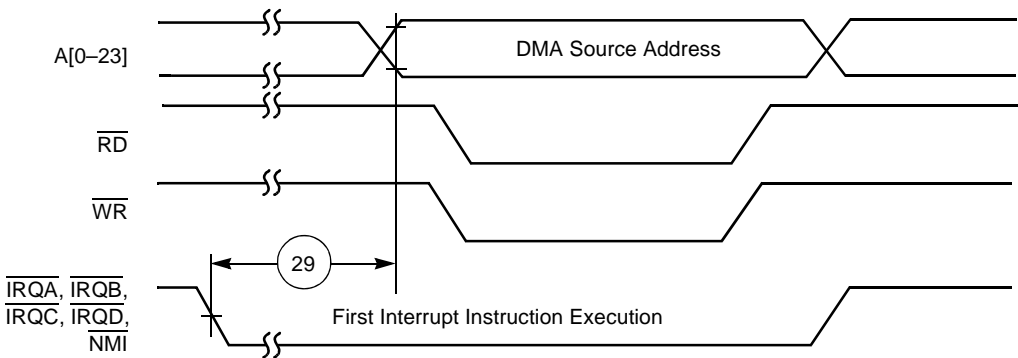 A[0–23]
DMA Source Address
RD
WR
29
IRQA, IRQB,
IRQC, IRQD,
NMI
First Interrupt Instruction Execution